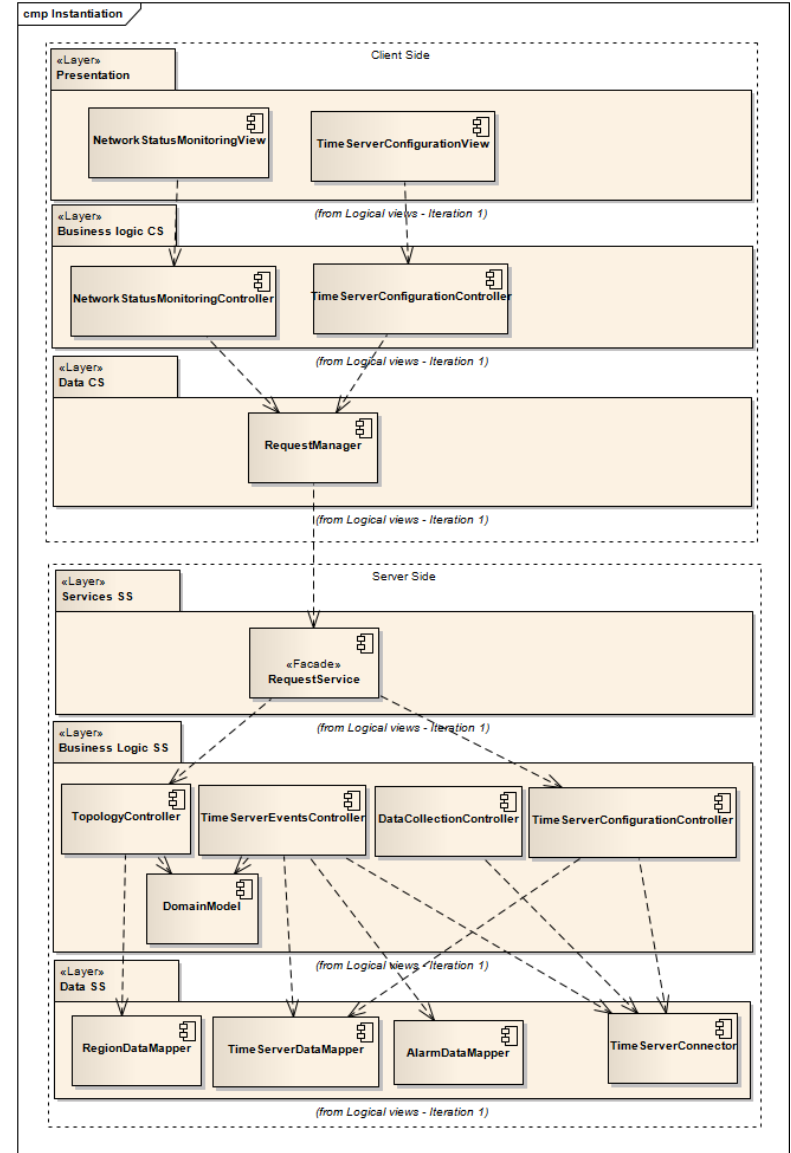 cmp Instantiation
Client Side
«Layer»
Presentation
NetworkStatusMonitoringView
TimeServerConfigurationView
(from Logical views - Iteration 1)
«Layer»
Business logic CS
NetworkStatusMonitoringController
TimeServerConfigurationController
(from Logical views - Iteration 1)
«Layer»
Data CS
RequestManager
(from Logical views - Iteration 1)
Server Side
«Layer»
Services SS
«Facade»
RequestService
(from Logical views - Iteration 1)
«Layer»
Business Logic SS
TopologyController
TimeServerEventsController
DataCollectionController
TimeServerConfigurationController
DomainModel
(from Logical views - Iteration 1)
«Layer»
Data SS
RegionDataMapper
TimeServerDataMapper
AlarmDataMapper
TimeServerConnector
(from Logical views - Iteration 1)